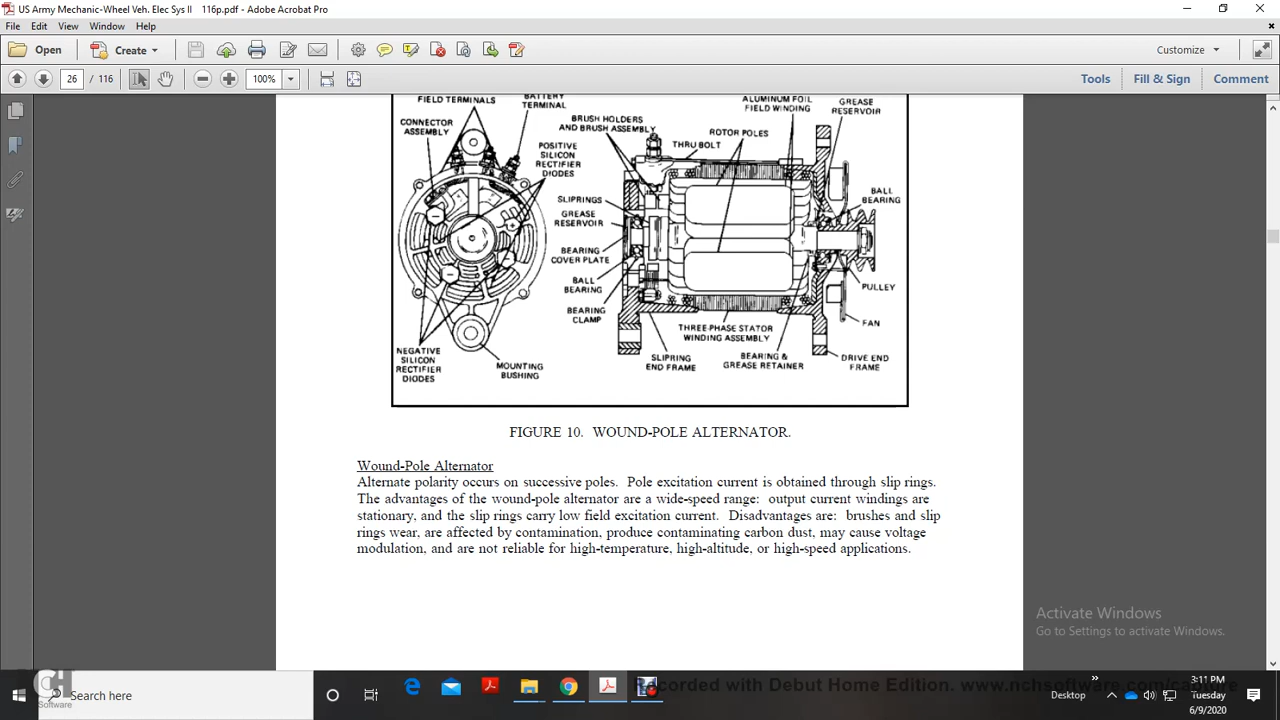 US Army Mechanic-Wheel Veh. Elec Sys II 116p.pdf - Adobe Acrobat Pro
File Edit View Window Help
Open Create Customize
26 / 116 100% Tools Fill & Sign Comment
FIELD TERMINALS
BATTERY
TERMINAL
CONNECTOR
ASSEMBLY
POSITIVE
SILICON
RECTIFIER
DIODES
NEGATIVE
SILICON
RECTIFIER
DIODES
MOUNTING
BUSHING
BRUSH HOLDERS
AND BRUSH ASSEMBLY
THRU BOLT
ROTOR POLES
ALUMINUM FOIL
FIELD WINDING
GREASE
RESERVOIR
SLIPRINGS
GREASE
RESERVOIR
BEARING
COVER PLATE
BALL
BEARING
BEARING
CLAMP
BALL
BEARING
PULLEY
FAN
THREE-PHASE STATOR
WINDING ASSEMBLY
SLIPRING
END FRAME
BEARING &
GREASE RETAINER
DRIVE END
FRAME
FIGURE 10. WOUND-POLE ALTERNATOR.
Wound-Pole Alternator
Alternate polarity occurs on successive poles. Pole excitation current is obtained through slip rings.
The advantages of the wound-pole alternator are a wide-speed range: output current windings are
stationary, and the slip rings carry low field excitation current. Disadvantages are: brushes and slip
rings wear, are affected by contamination, produce contaminating carbon dust, may cause voltage
modulation, and are not reliable for high-temperature, high-altitude, or high-speed applications.
Activate Windows
Go to Settings to activate Windows.
Recorded with Debut Home Edition. www.nchsoftware.com/capture
CH
Software
Search here
Desktop
3:11 PM
Tuesday
6/9/2020